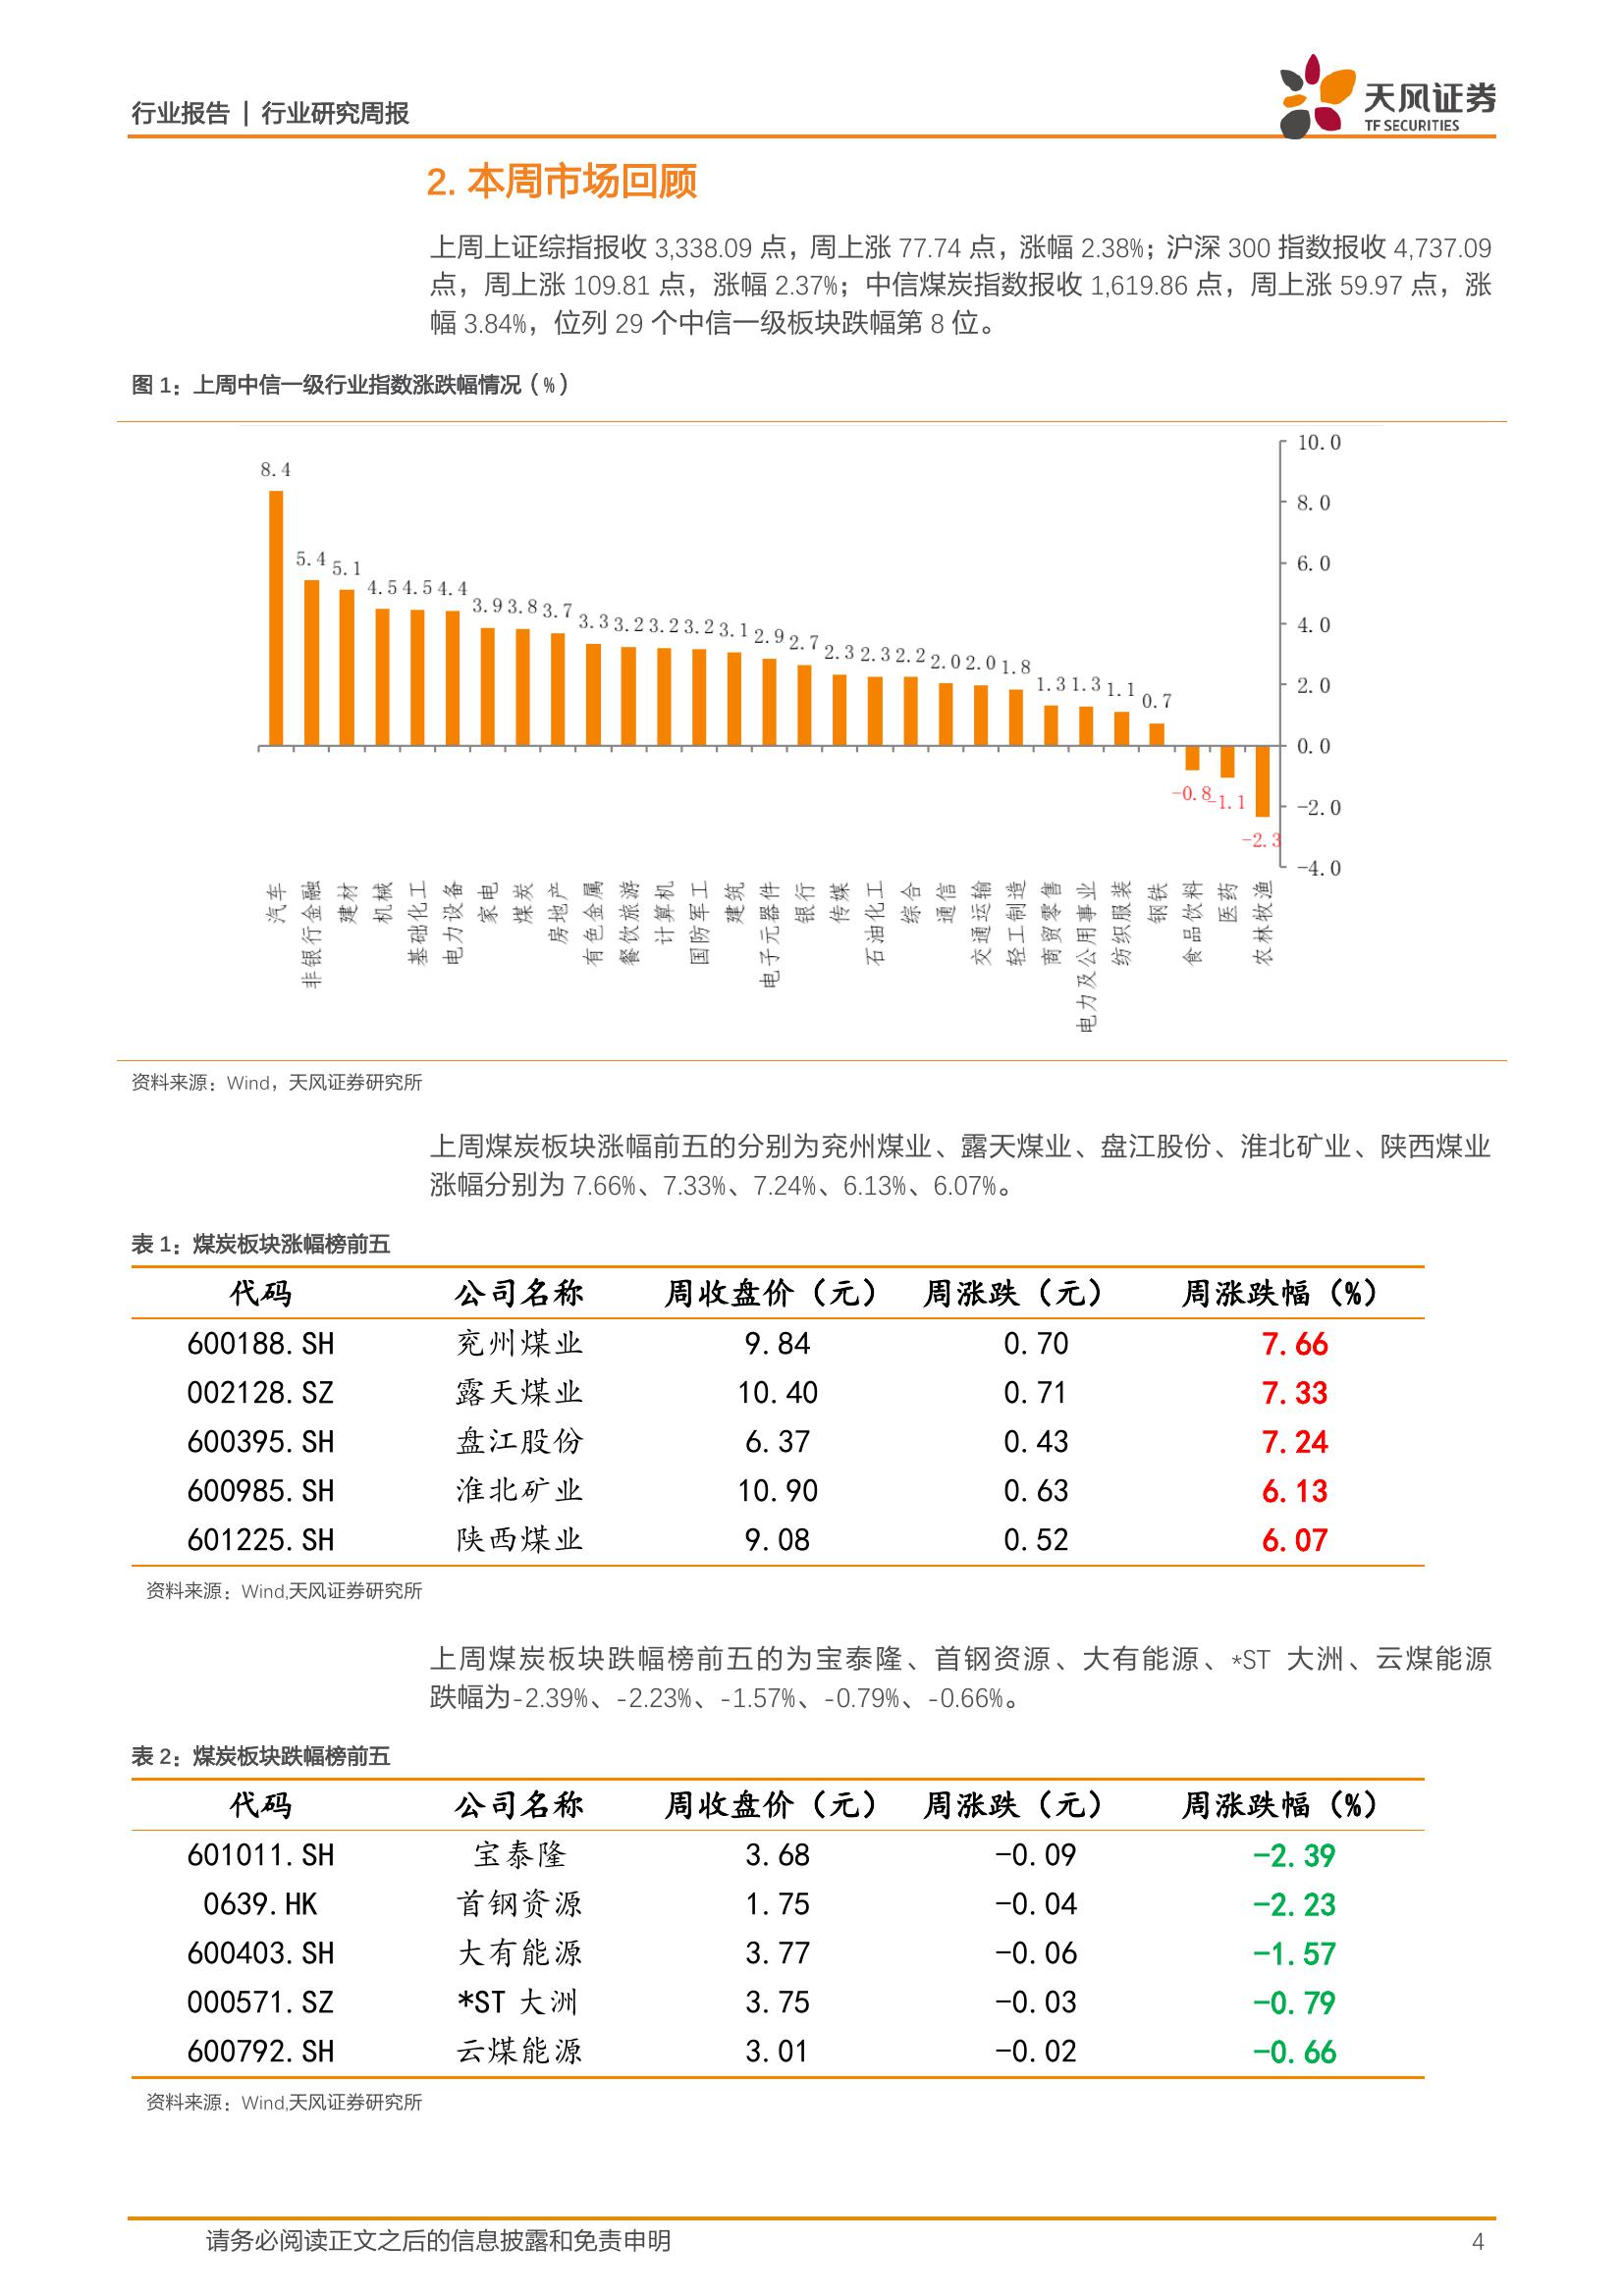 行业报告 | 行业研究周报
天风证券
TF SECURITIES
2. 本周市场回顾
上周上证综指报收 3,338.09 点，周上涨 77.74 点，涨幅 2.38%；沪深 300 指数报收 4,737.09
点，周上涨 109.81 点，涨幅 2.37%；中信煤炭指数报收 1,619.86 点，周上涨 59.97 点，涨
幅 3.84%，位列 29 个中信一级板块跌幅第 8 位。
图 1：上周中信一级行业指数涨跌幅情况（%）
10.0
8.0
6.0
4.0
2.0
0.0
-2.0
-4.0
8.4 5.4 5.1 4.5 4.5 4.4 3.9 3.8 3.7 3.3 3.2 3.2 3.2 3.1 2.9 2.7 2.3 2.3 2.2 2.0 2.0 1.8 1.3 1.3 1.1 0.7 -0.8 -1.1 -2.3
汽车
非银行金融
建材
机械
基础化工
电力设备
家电
煤炭
房地产
有色金属
餐饮旅游
计算机
国防军工
建筑
电子元器件
银行
传媒
石油化工
综合
通信
交通运输
轻工制造
商贸零售
电力及公用事业
纺织服装
钢铁
食品饮料
医药
农林牧渔
资料来源：Wind，天风证券研究所
上周煤炭板块涨幅前五的分别为兖州煤业、露天煤业、盘江股份、淮北矿业、陕西煤业
涨幅分别为 7.66%、7.33%、7.24%、6.13%、6.07%。
表 1：煤炭板块涨幅榜前五
代码 公司名称 周收盘价（元） 周涨跌（元） 周涨跌幅（%）
600188.SH 兖州煤业 9.84 0.70 7.66
002128.SZ 露天煤业 10.40 0.71 7.33
600395.SH 盘江股份 6.37 0.43 7.24
600985.SH 淮北矿业 10.90 0.63 6.13
601225.SH 陕西煤业 9.08 0.52 6.07
资料来源：Wind,天风证券研究所
上周煤炭板块跌幅榜前五的为宝泰隆、首钢资源、大有能源、*ST 大洲、云煤能源
跌幅为-2.39%、-2.23%、-1.57%、-0.79%、-0.66%。
表 2：煤炭板块跌幅榜前五
代码 公司名称 周收盘价（元） 周涨跌（元） 周涨跌幅（%）
601011.SH 宝泰隆 3.68 -0.09 -2.39
0639.HK 首钢资源 1.75 -0.04 -2.23
600403.SH 大有能源 3.77 -0.06 -1.57
000571.SZ *ST 大洲 3.75 -0.03 -0.79
600792.SH 云煤能源 3.01 -0.02 -0.66
资料来源：Wind,天风证券研究所
请务必阅读正文之后的信息披露和免责申明 4